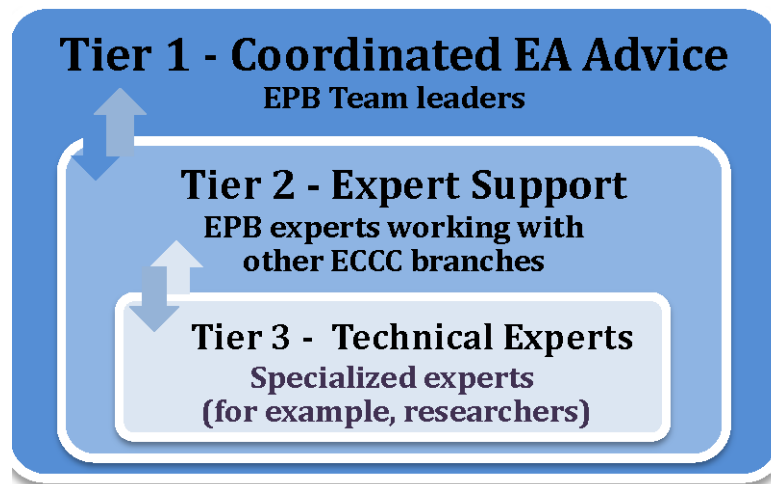 Tier 1 - Coordinated EA Advice
EPB Team leaders
Tier 2 - Expert Support
EPB experts working with
other ECCC branches
Tier 3 - Technical Experts
Specialized experts
(for example, researchers)